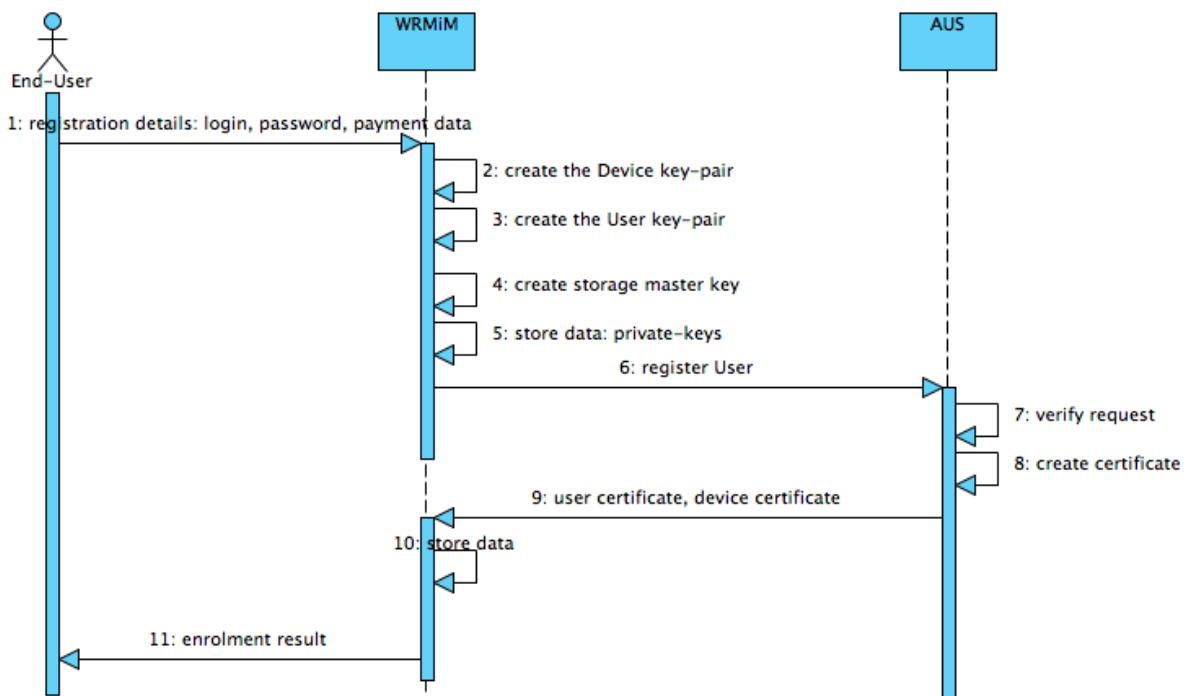 WRMiM
AUS
End-User
1: registration details: login, password, payment data
2: create the Device key-pair
3: create the User key-pair
4: create storage master key
5: store data: private-keys
6: register User
7: verify request
8: create certificate
9: user certificate, device certificate
10: store data
11: enrolment result